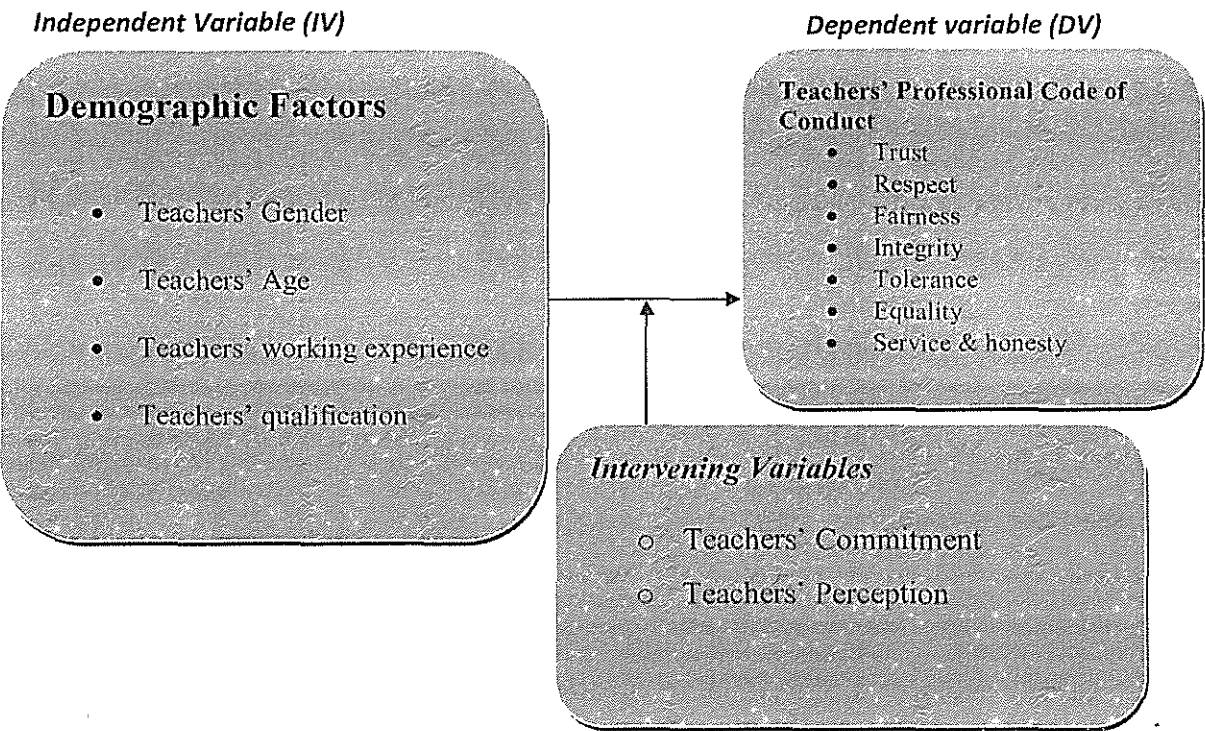 Independent Variable (IV)
Demographic Factors
• Teachers' Gender
• Teachers' Age
• Teachers' working experience
• Teachers' qualification
Dependent variable (DV)
Teachers' Professional Code of
Conduct
• Trust
• Respect
• Fairness
• Integrity
• Tolerance
• Equality
• Service & honesty
Intervening Variables
o Teachers' Commitment
o Teachers' Perception